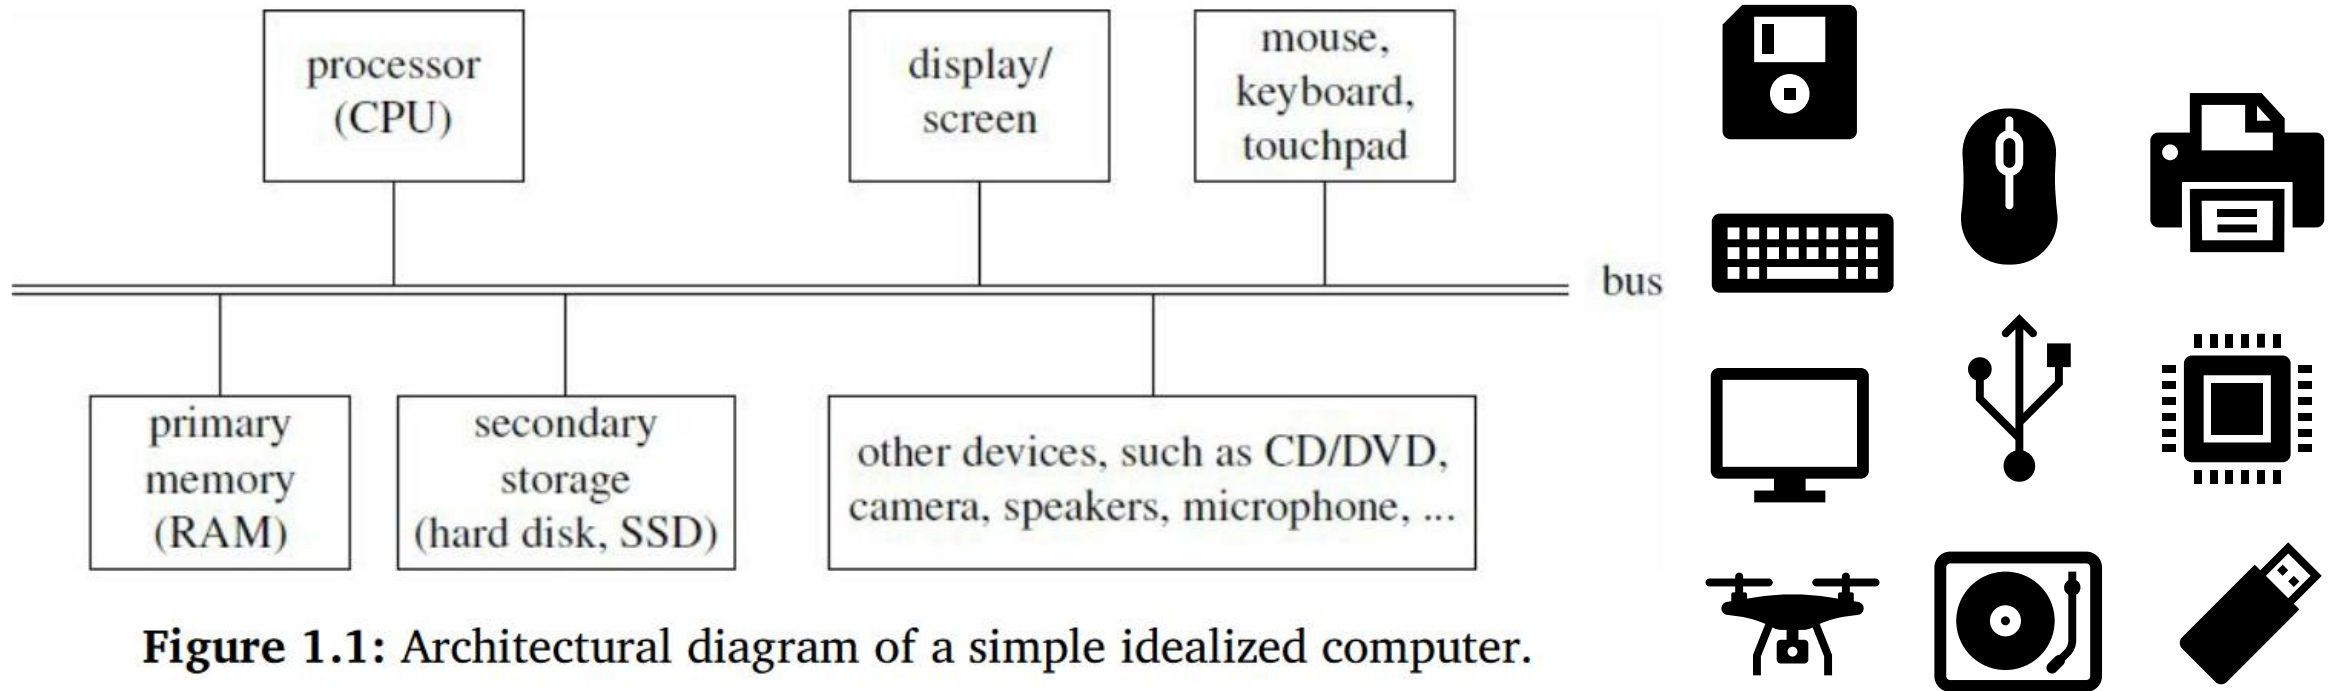 processor
(CPU)
display/
screen
mouse,
keyboard,
touchpad
bus
primary
memory
(RAM)
secondary
storage
(hard disk, SSD)
other devices, such as CD/DVD,
camera, speakers, microphone, ...
Figure 1.1: Architectural diagram of a simple idealized computer.